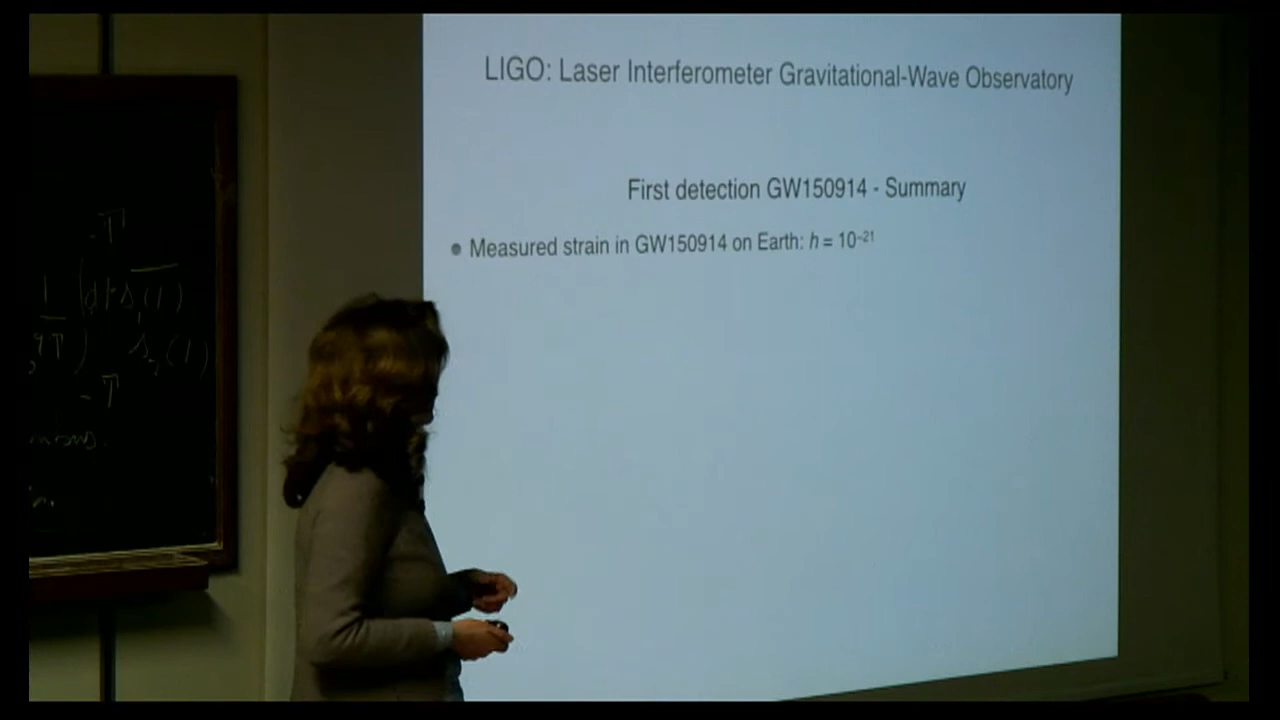 LIGO: Laser Interferometer Gravitational-Wave Observatory
First detection GW150914 - Summary
● Measured strain in GW150914 on Earth: h = 10⁻²¹